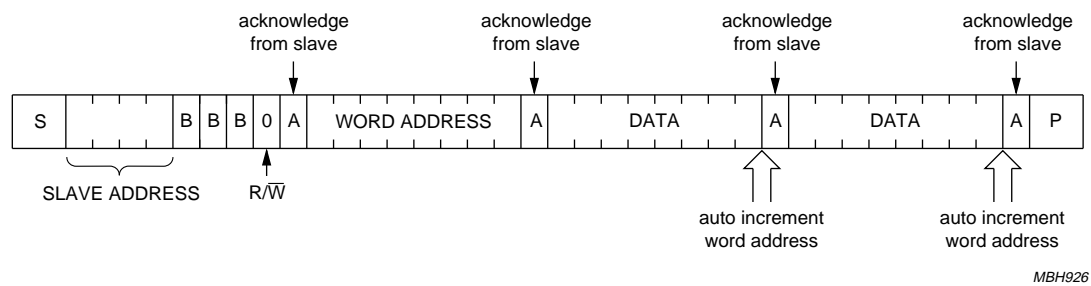 acknowledge
from slave
acknowledge
from slave
acknowledge
from slave
acknowledge
from slave
S B B B 0 A WORD ADDRESS A DATA A DATA A P
SLAVE ADDRESS
R/W̅
auto increment
word address
auto increment
word address
MBH926